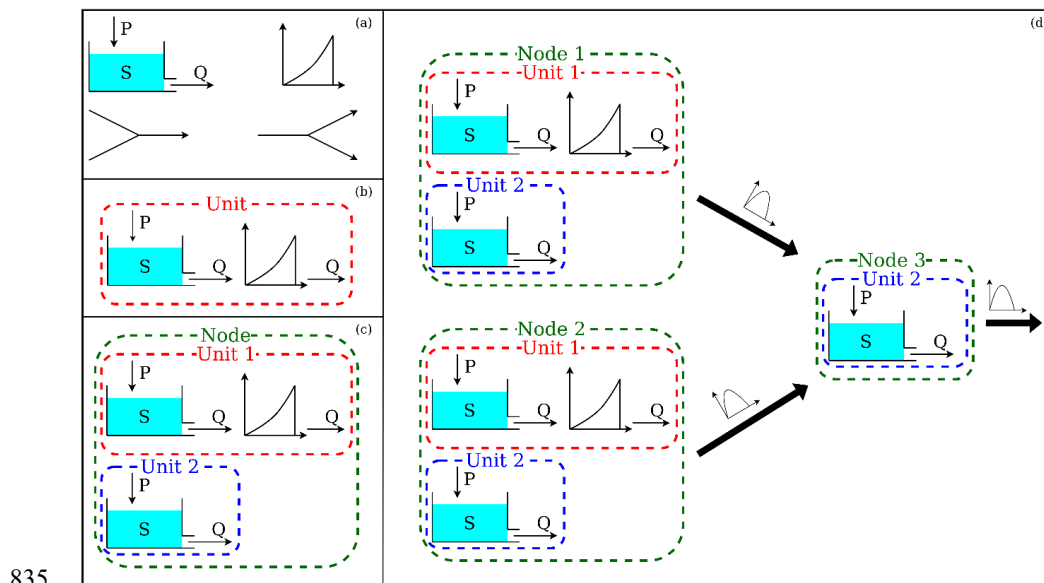 (a)
P
S
Q
(b)
Unit
P
S
Q
Q
(c)
Node
Unit 1
P
S
Q
Q
Unit 2
P
S
Q
(d)
Node 1
Unit 1
P
S
Q
Q
Unit 2
P
S
Q
Node 2
Unit 1
P
S
Q
Q
Unit 2
P
S
Q
Node 3
Unit 2
P
S
Q
835